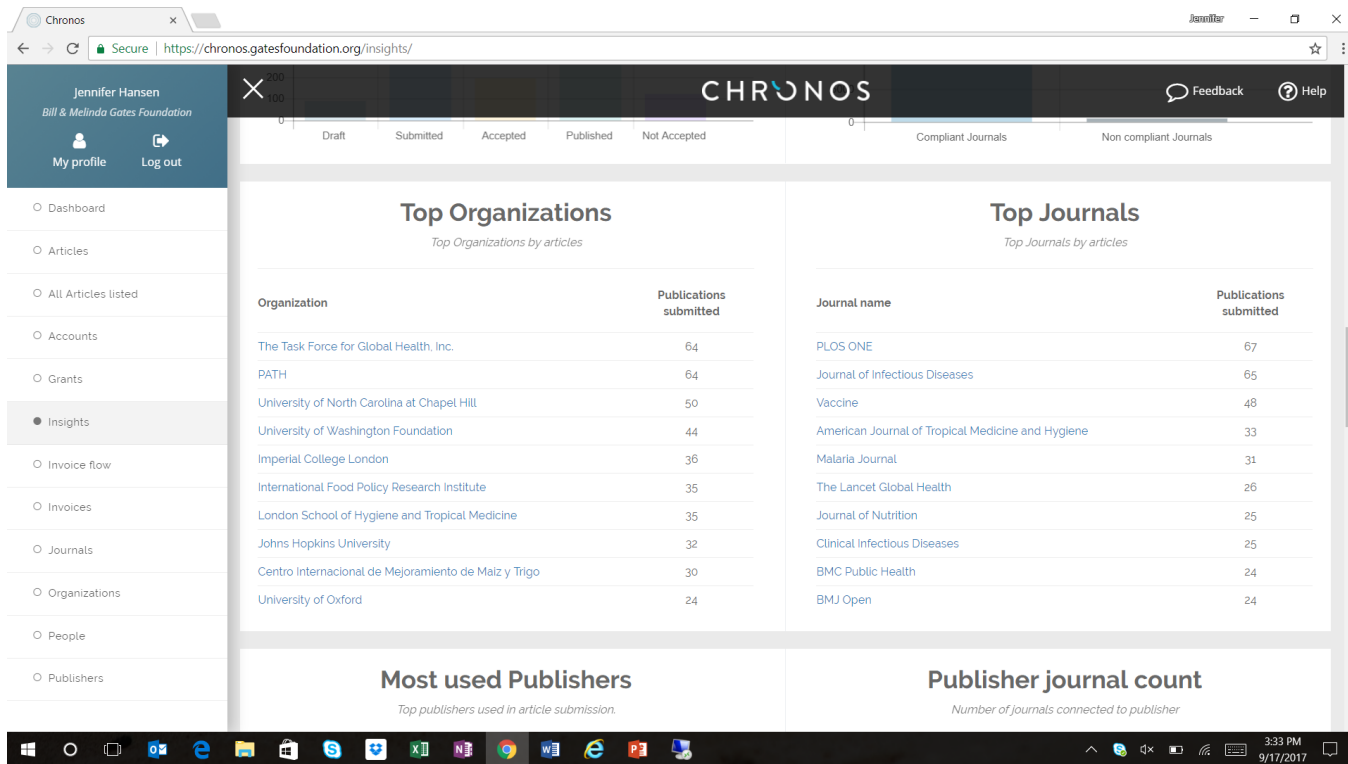 Chronos
Jennifer
Secure | https://chronos.gatesfoundation.org/insights/
Jennifer Hansen
Bill & Melinda Gates Foundation
My profile Log out
CHRONOS
Feedback
Help
Dashboard
Articles
All Articles listed
Accounts
Grants
Insights
Invoice flow
Invoices
Journals
Organizations
People
Publishers
200
100
0
Draft Submitted Accepted Published Not Accepted
0
Compliant Journals Non compliant Journals
Top Organizations
Top Organizations by articles
Organization Publications submitted
The Task Force for Global Health, Inc. 64
PATH 64
University of North Carolina at Chapel Hill 50
University of Washington Foundation 44
Imperial College London 36
International Food Policy Research Institute 35
London School of Hygiene and Tropical Medicine 35
Johns Hopkins University 32
Centro Internacional de Mejoramiento de Maiz y Trigo 30
University of Oxford 24
Top Journals
Top Journals by articles
Journal name Publications submitted
PLOS ONE 67
Journal of Infectious Diseases 65
Vaccine 48
American Journal of Tropical Medicine and Hygiene 33
Malaria Journal 31
The Lancet Global Health 26
Journal of Nutrition 25
Clinical Infectious Diseases 25
BMC Public Health 24
BMJ Open 24
Most used Publishers
Top publishers used in article submission.
Publisher journal count
Number of journals connected to publisher
3:33 PM
9/17/2017